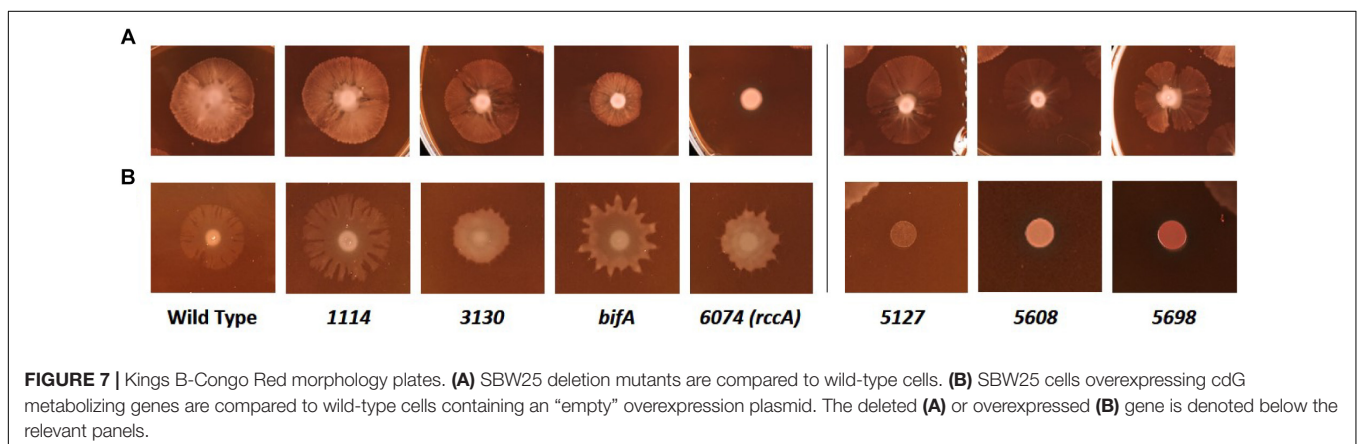 A
B
Wild Type 1114 3130 bifA 6074 (rccA) 5127 5608 5698
FIGURE 7 | Kings B-Congo Red morphology plates. (A) SBW25 deletion mutants are compared to wild-type cells. (B) SBW25 cells overexpressing cdG
metabolizing genes are compared to wild-type cells containing an “empty” overexpression plasmid. The deleted (A) or overexpressed (B) gene is denoted below the
relevant panels.